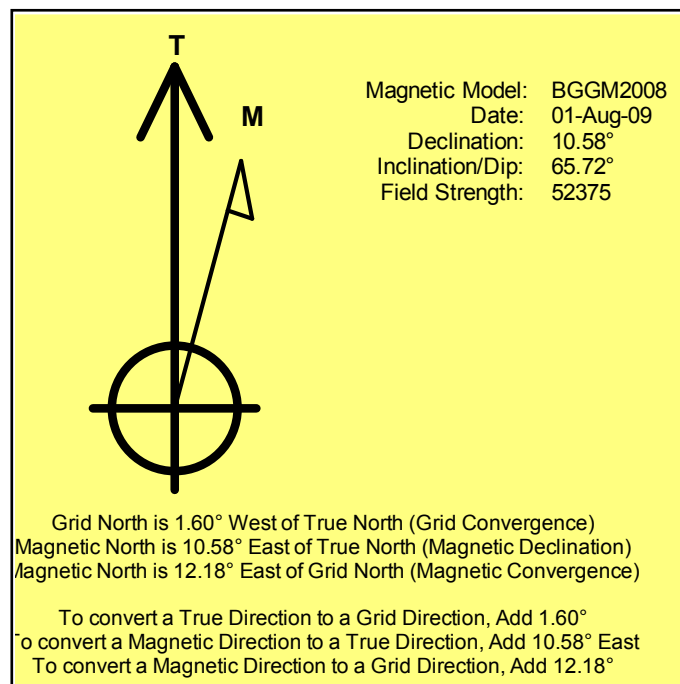 T
M
Magnetic Model: BGGM2008
Date: 01-Aug-09
Declination: 10.58°
Inclination/Dip: 65.72°
Field Strength: 52375
Grid North is 1.60° West of True North (Grid Convergence)
Magnetic North is 10.58° East of True North (Magnetic Declination)
Magnetic North is 12.18° East of Grid North (Magnetic Convergence)
To convert a True Direction to a Grid Direction, Add 1.60°
To convert a Magnetic Direction to a True Direction, Add 10.58° East
To convert a Magnetic Direction to a Grid Direction, Add 12.18°